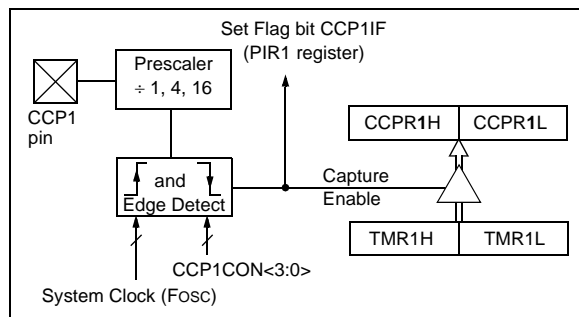 Set Flag bit CCP1IF
(PIR1 register)
Prescaler
÷ 1, 4, 16
CCP1
pin
CCPR1H
CCPR1L
and
Edge Detect
Capture
Enable
TMR1H
TMR1L
CCP1CON<3:0>
System Clock (FOSC)